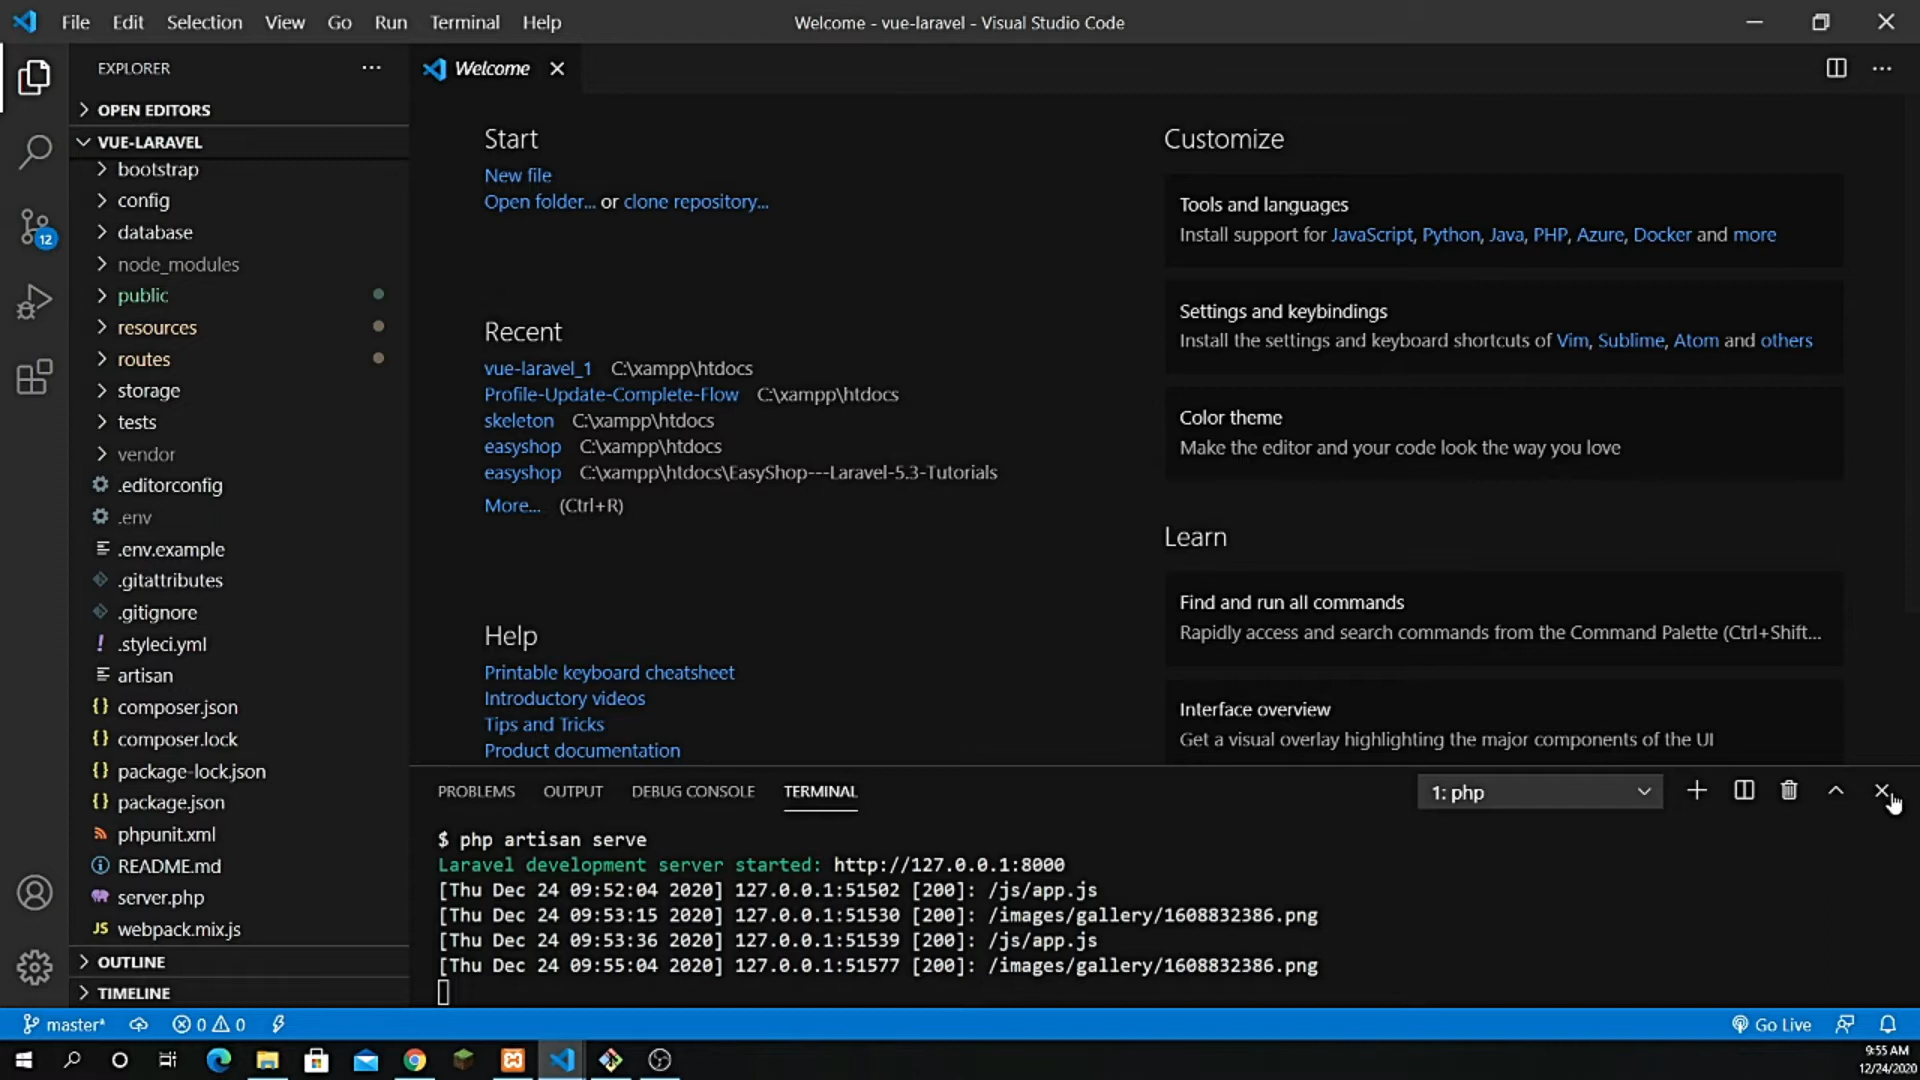 File Edit Selection View Go Run Terminal Help
Welcome - vue-laravel - Visual Studio Code
EXPLORER
OPEN EDITORS
VUE-LARAVEL
bootstrap
config
database
node_modules
public
resources
routes
storage
tests
vendor
.editorconfig
.env
.env.example
.gitattributes
.gitignore
.styleci.yml
artisan
composer.json
composer.lock
package-lock.json
package.json
phpunit.xml
README.md
server.php
JS webpack.mix.js
OUTLINE
TIMELINE
12
Welcome
Start
New file
Open folder... or clone repository...
Recent
vue-laravel_1 C:\xampp\htdocs
Profile-Update-Complete-Flow C:\xampp\htdocs
skeleton C:\xampp\htdocs
easyshop C:\xampp\htdocs
easyshop C:\xampp\htdocs\EasyShop---Laravel-5.3-Tutorials
More... (Ctrl+R)
Help
Printable keyboard cheatsheet
Introductory videos
Tips and Tricks
Product documentation
Customize
Tools and languages
Install support for JavaScript, Python, Java, PHP, Azure, Docker and more
Settings and keybindings
Install the settings and keyboard shortcuts of Vim, Sublime, Atom and others
Color theme
Make the editor and your code look the way you love
Learn
Find and run all commands
Rapidly access and search commands from the Command Palette (Ctrl+Shift...
Interface overview
Get a visual overlay highlighting the major components of the UI
PROBLEMS OUTPUT DEBUG CONSOLE TERMINAL
1: php
$ php artisan serve
Laravel development server started: http://127.0.0.1:8000
[Thu Dec 24 09:52:04 2020] 127.0.0.1:51502 [200]: /js/app.js
[Thu Dec 24 09:53:15 2020] 127.0.0.1:51530 [200]: /images/gallery/1608832386.png
[Thu Dec 24 09:53:36 2020] 127.0.0.1:51539 [200]: /js/app.js
[Thu Dec 24 09:55:04 2020] 127.0.0.1:51577 [200]: /images/gallery/1608832386.png
master* 0 0
Go Live
9:55 AM
12/24/2020